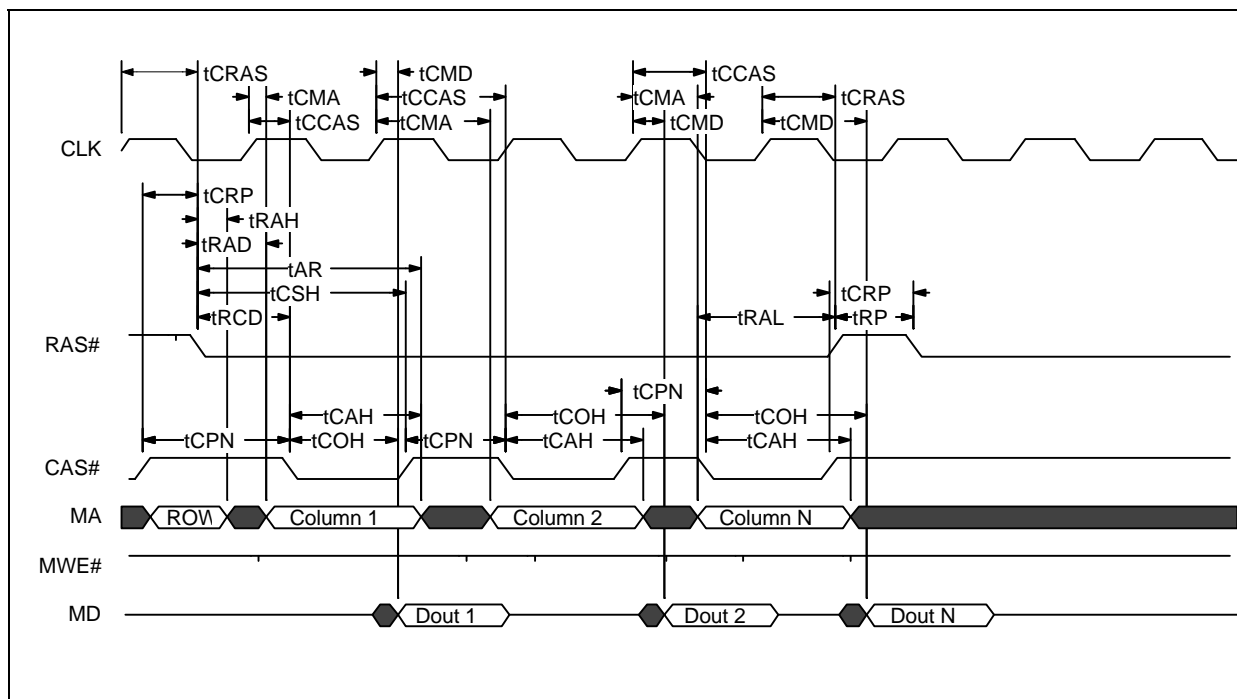 tCRAS tCMD tCCAS
tCMA tCCAS tCMA tCRAS
tCCAS tCMA tCMD tCMD
CLK
tCRP
tRAH
tRAD
tAR
tCSH tCRP
tRCD tRAL tRP
RAS#
tCPN
tCAH tCOH tCOH
tCPN tCOH tCPN tCAH tCAH
CAS#
MA ROW Column 1 Column 2 Column N
MWE#
MD Dout 1 Dout 2 Dout N